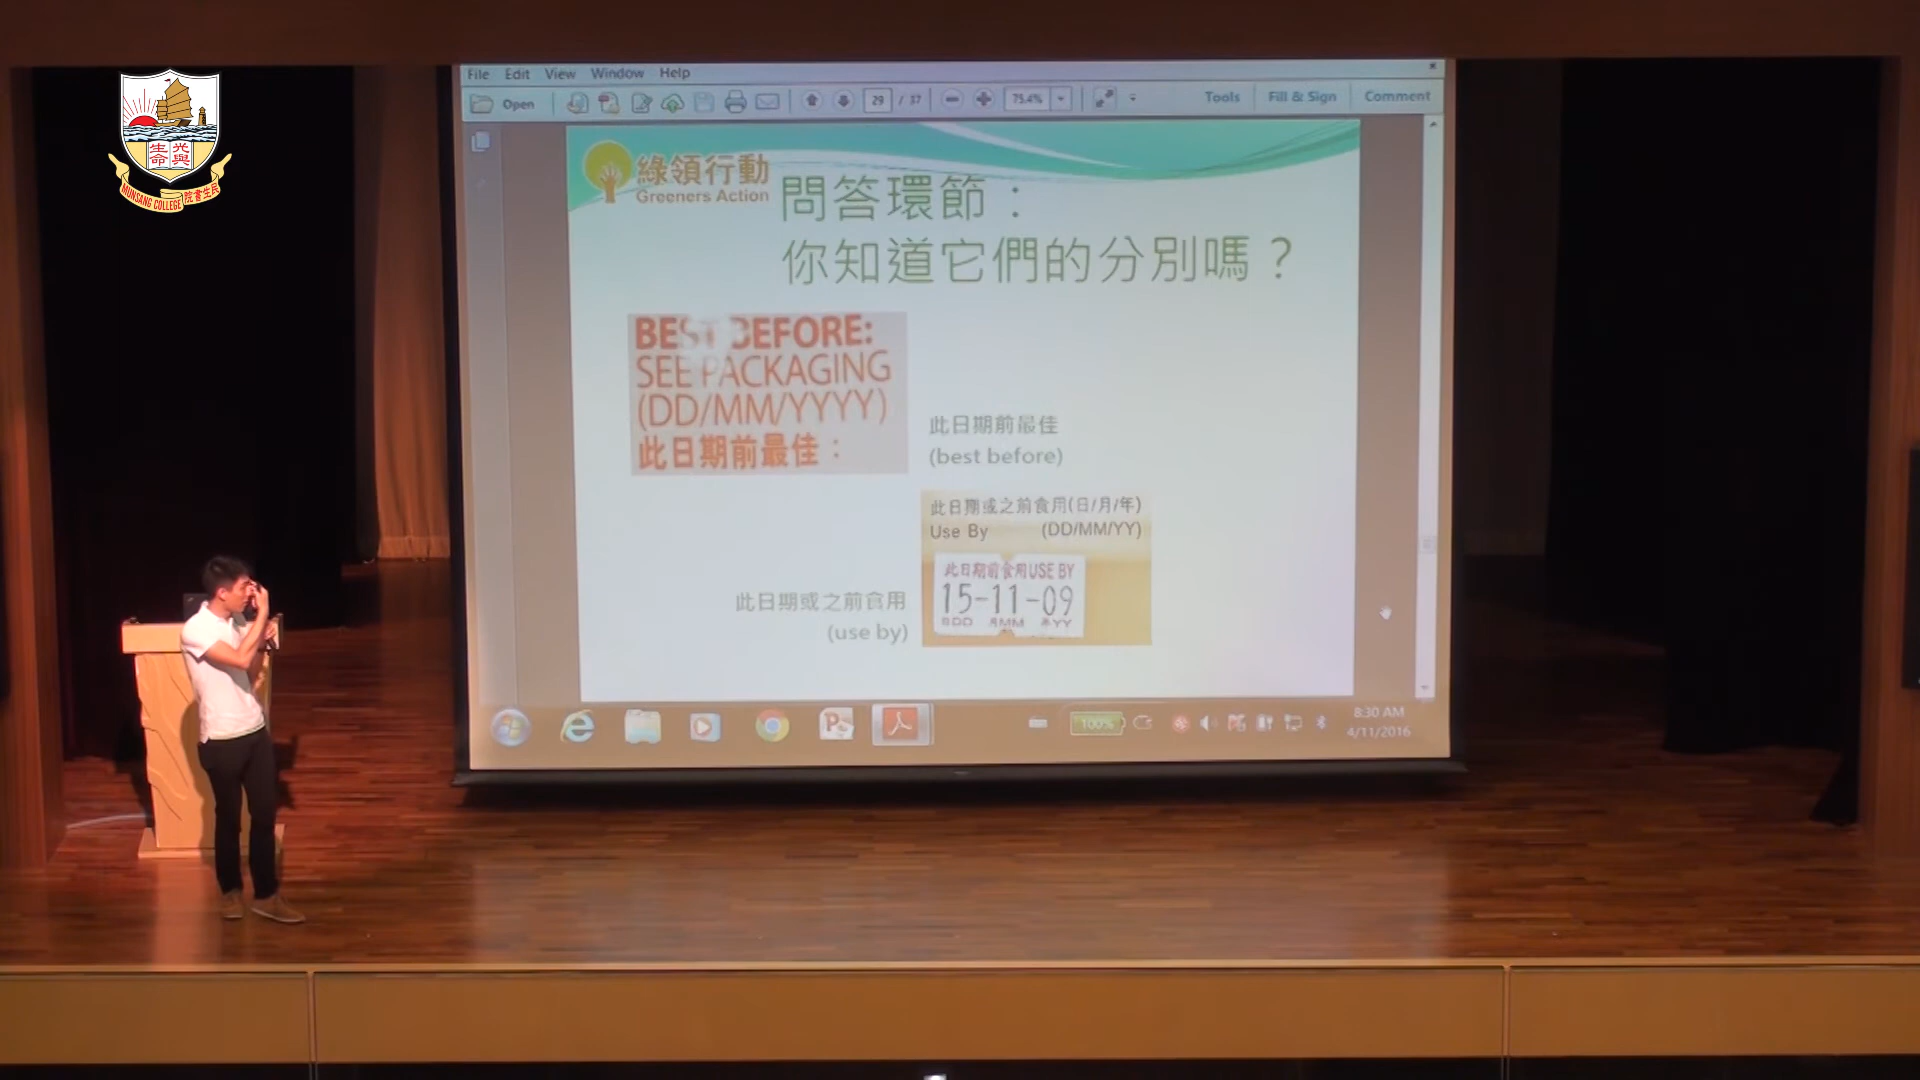 File Edit View Window Help
Open 29 / 37 75.4% Tools Fill & Sign Comment
綠領行動
Greeners Action
問答環節：
你知道它們的分別嗎？
BEST BEFORE:
SEE PACKAGING
(DD/MM/YYYY)
此日期前最佳：
此日期前最佳
(best before)
此日期或之前食用(日/月/年)
Use By (DD/MM/YY)
此日期前食用USE BY
15-11-09
此日期或之前食用
(use by)
100%
8:30 AM
4/11/2016
光與
生命
MUNSANG COLLEGE 院書生民